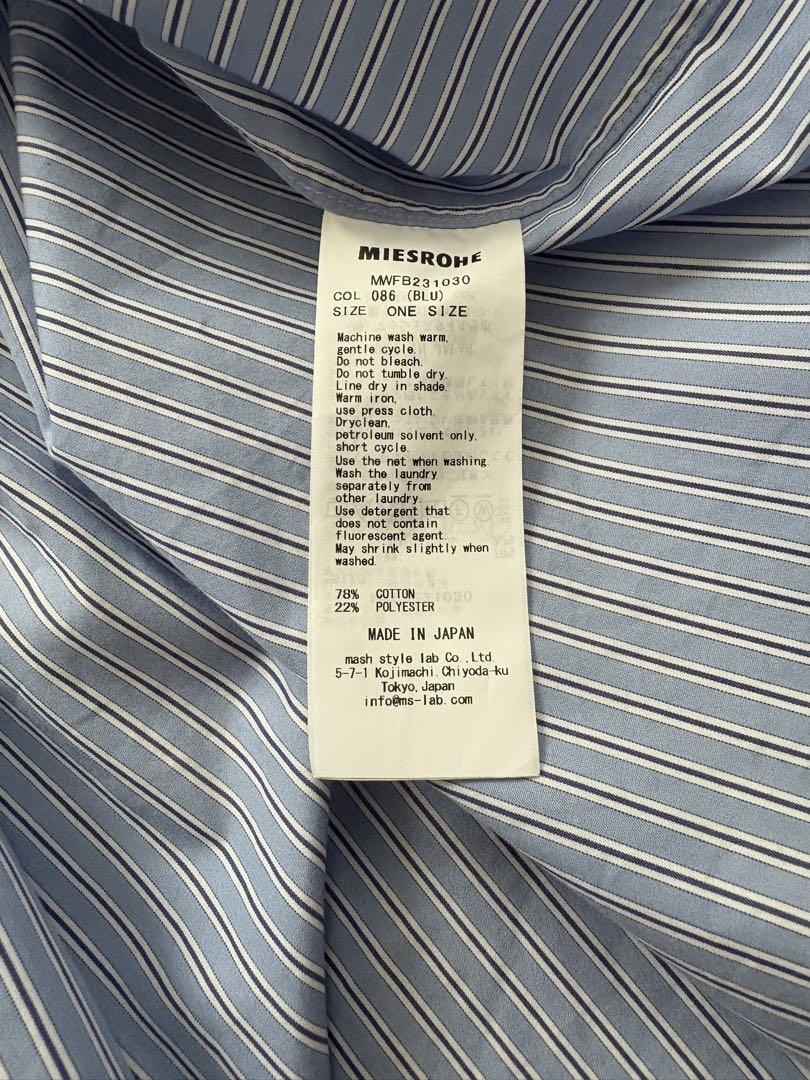 MIESROHE
MWFB231030
COL 086 (BLU)
SIZE ONE SIZE
Machine wash warm,
gentle cycle.
Do not bleach.
Do not tumble dry.
Line dry in shade.
Warm iron,
use press cloth.
Dryclean,
petroleum solvent only,
short cycle.
Use the net when washing.
Wash the laundry
separately from
other laundry.
Use detergent that
does not contain
fluorescent agent.
May shrink slightly when
washed.
78% COTTON
22% POLYESTER
MADE IN JAPAN
mash style lab Co.,Ltd.
5-7-1 Kojimachi,Chiyoda-ku
Tokyo,Japan
info@ms-lab.com